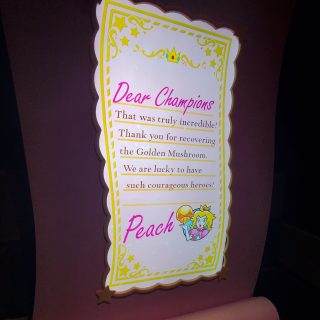 Dear Champions
That was truly incredible!
Thank you for recovering
the Golden Mushroom.
We are lucky to have
such courageous heroes!
Peach